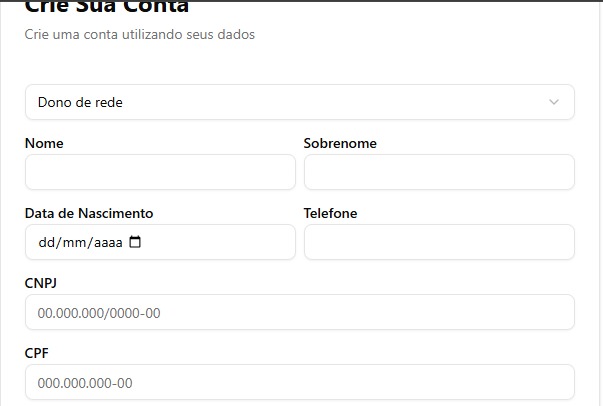 Crie Sua Conta
Crie uma conta utilizando seus dados
Dono de rede
Nome Sobrenome
Data de Nascimento Telefone
dd/mm/aaaa
CNPJ
00.000.000/0000-00
CPF
000.000.000-00